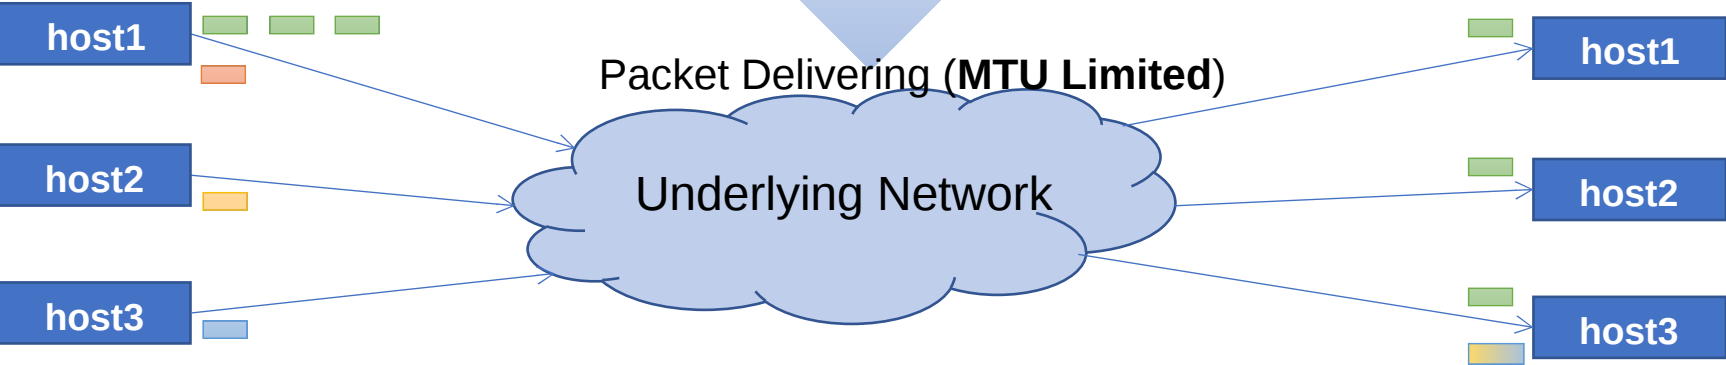 host1
host1
Packet Delivering (MTU Limited)
host2
Underlying Network
host2
host3
host3